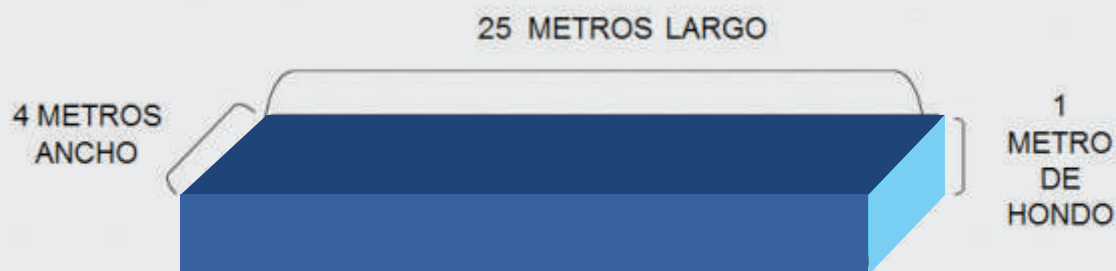 25 METROS LARGO
4 METROS
ANCHO
1
METRO
DE
HONDO